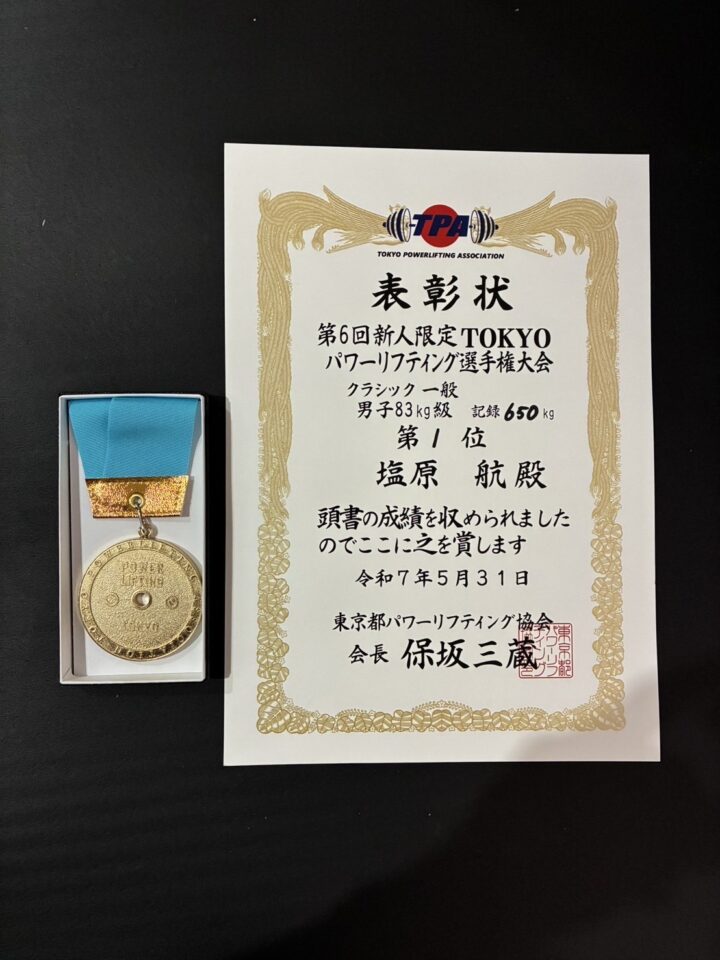 TPA
TOKYO POWERLIFTING ASSOCIATION
表彰状
第6回新人限定TOKYO
パワーリフティング選手権大会
クラシック 一般
男子83kg級 記録 650kg
第1位
塩原 航殿
頭書の成績を収められました
のでここに之を賞します
令和7年5月31日
東京都パワーリフティング協会
会長 保坂三蔵
POWER
LIFTING
TOKYO